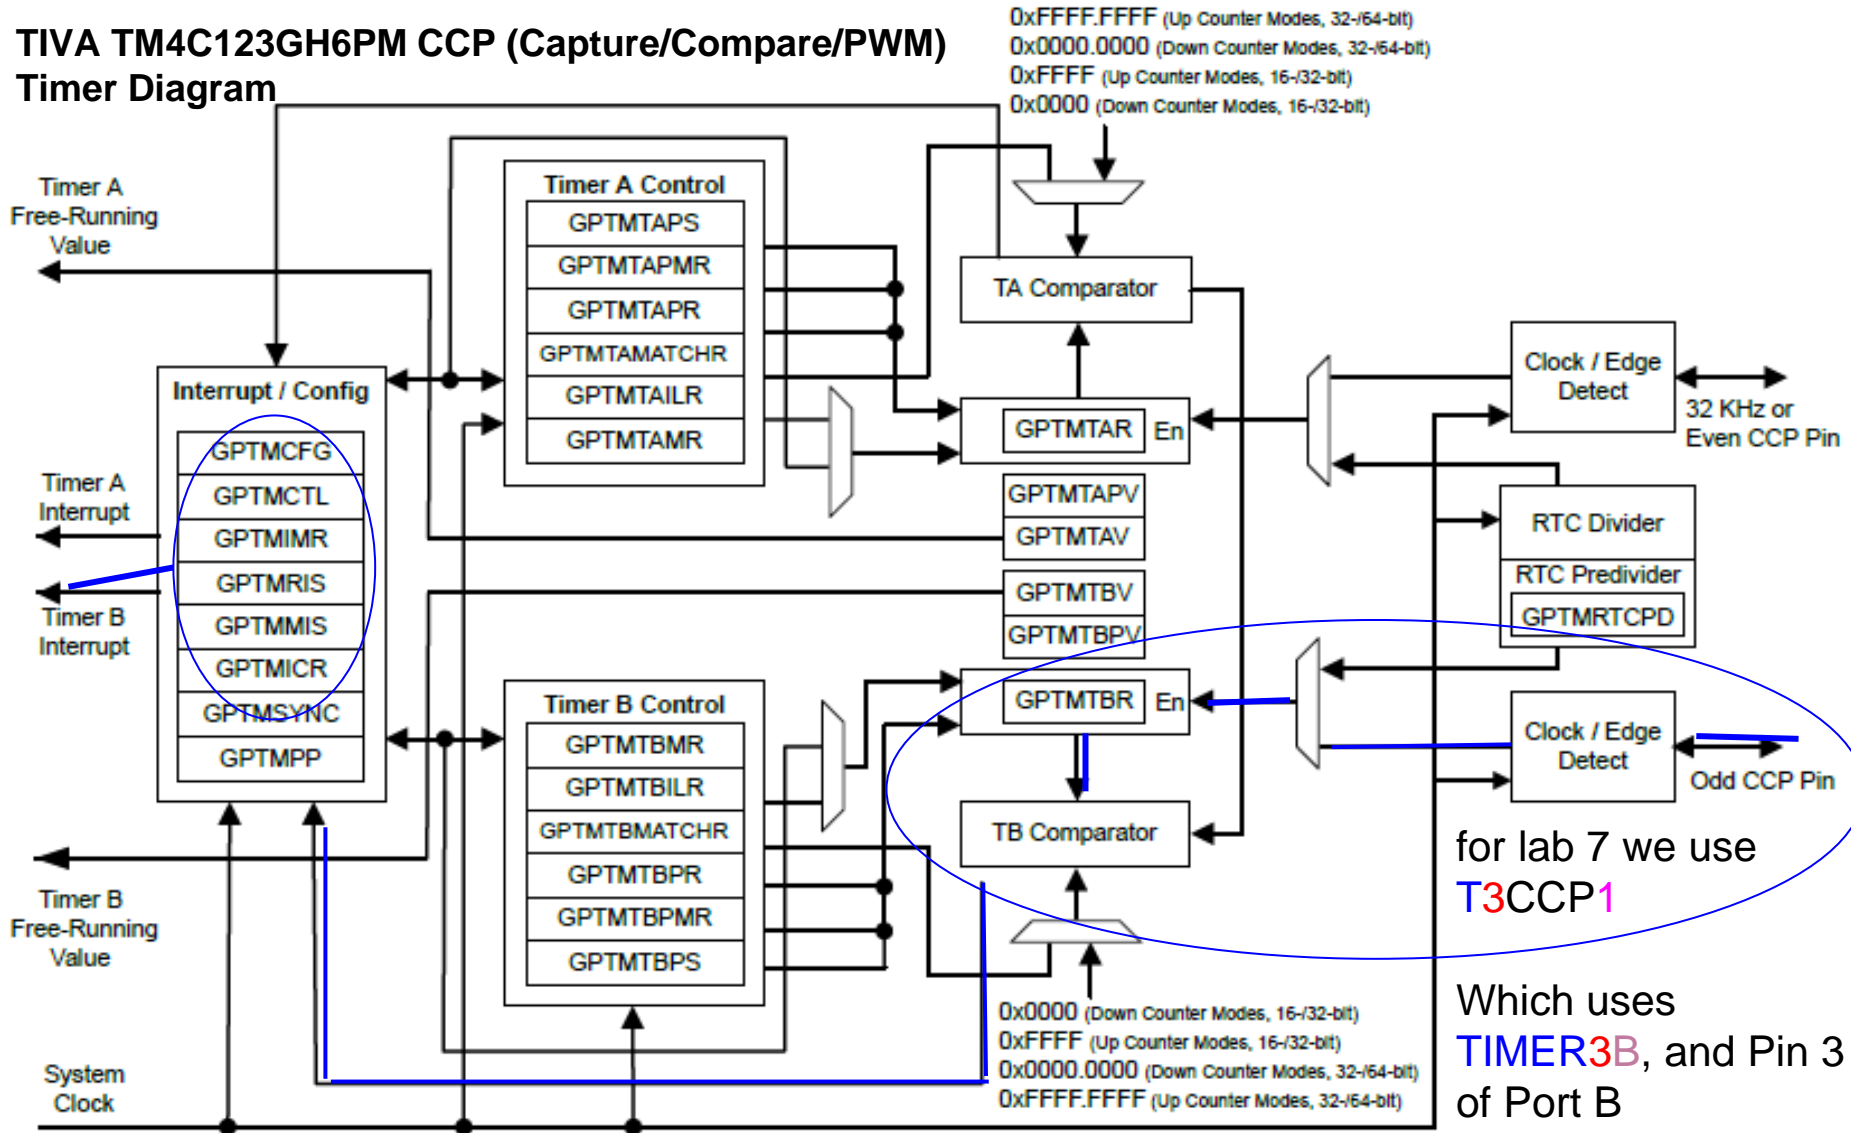 TIVA TM4C123GH6PM CCP (Capture/Compare/PWM)
Timer Diagram
0xFFFF.FFFF (Up Counter Modes, 32-/64-bit)
0x0000.0000 (Down Counter Modes, 32-/64-bit)
0xFFFF (Up Counter Modes, 16-/32-bit)
0x0000 (Down Counter Modes, 16-/32-bit)
Timer A
Free-Running
Value
Timer A Control
GPTMTAPS
GPTMTAPMR
GPTMTAPR
GPTMTAMATCHR
GPTMTAILR
GPTMTAMR
TA Comparator
GPTMTAR En
Clock / Edge
Detect
32 KHz or
Even CCP Pin
Interrupt / Config
GPTMCFG
GPTMCTL
GPTMIMR
GPTMRIS
GPTMMIS
GPTMICR
GPTMSYNC
GPTMPP
Timer A
Interrupt
Timer B
Interrupt
GPTMTAPV
GPTMTAV
GPTMTBV
GPTMTBPV
RTC Divider
RTC Predivider
GPTMRTCPD
Timer B Control
GPTMTBMR
GPTMTBILR
GPTMTBMATCHR
GPTMTBPR
GPTMTBPMR
GPTMTBPS
GPTMTBR En
TB Comparator
Clock / Edge
Detect
Odd CCP Pin
for lab 7 we use
T3CCP1
Timer B
Free-Running
Value
0x0000 (Down Counter Modes, 16-/32-bit)
0xFFFF (Up Counter Modes, 16-/32-bit)
0x0000.0000 (Down Counter Modes, 32-/64-bit)
0xFFFF.FFFF (Up Counter Modes, 32-/64-bit)
Which uses
TIMER3B, and Pin 3
of Port B
System
Clock